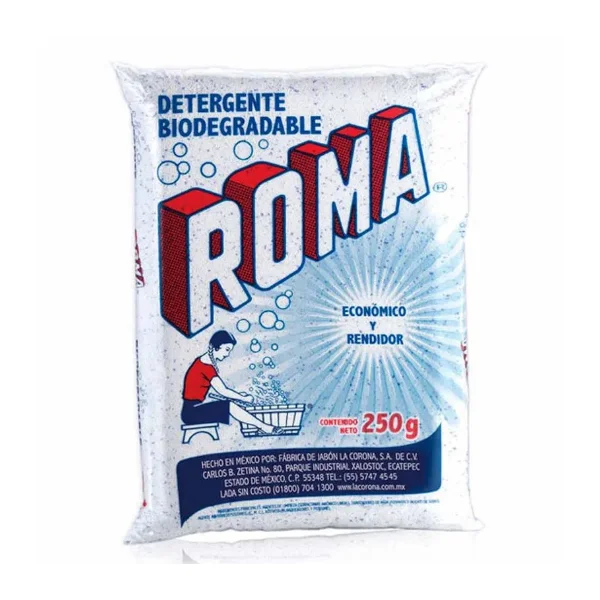 DETERGENTE
BIODEGRADABLE
ROMA
®
ECONÓMICO
Y
RENDIDOR
CONTENIDO
NETO 250g
HECHO EN MÉXICO POR: FÁBRICA DE JABÓN LA CORONA, S.A. DE C.V.
CARLOS B. ZETINA No. 80, PARQUE INDUSTRIAL XALOSTOC, ECATEPEC
ESTADO DE MÉXICO, C.P. 55348 TEL.: (55) 5747 4545
LADA SIN COSTO (01800) 704 1300 www.lacorona.com.mx
ROMA